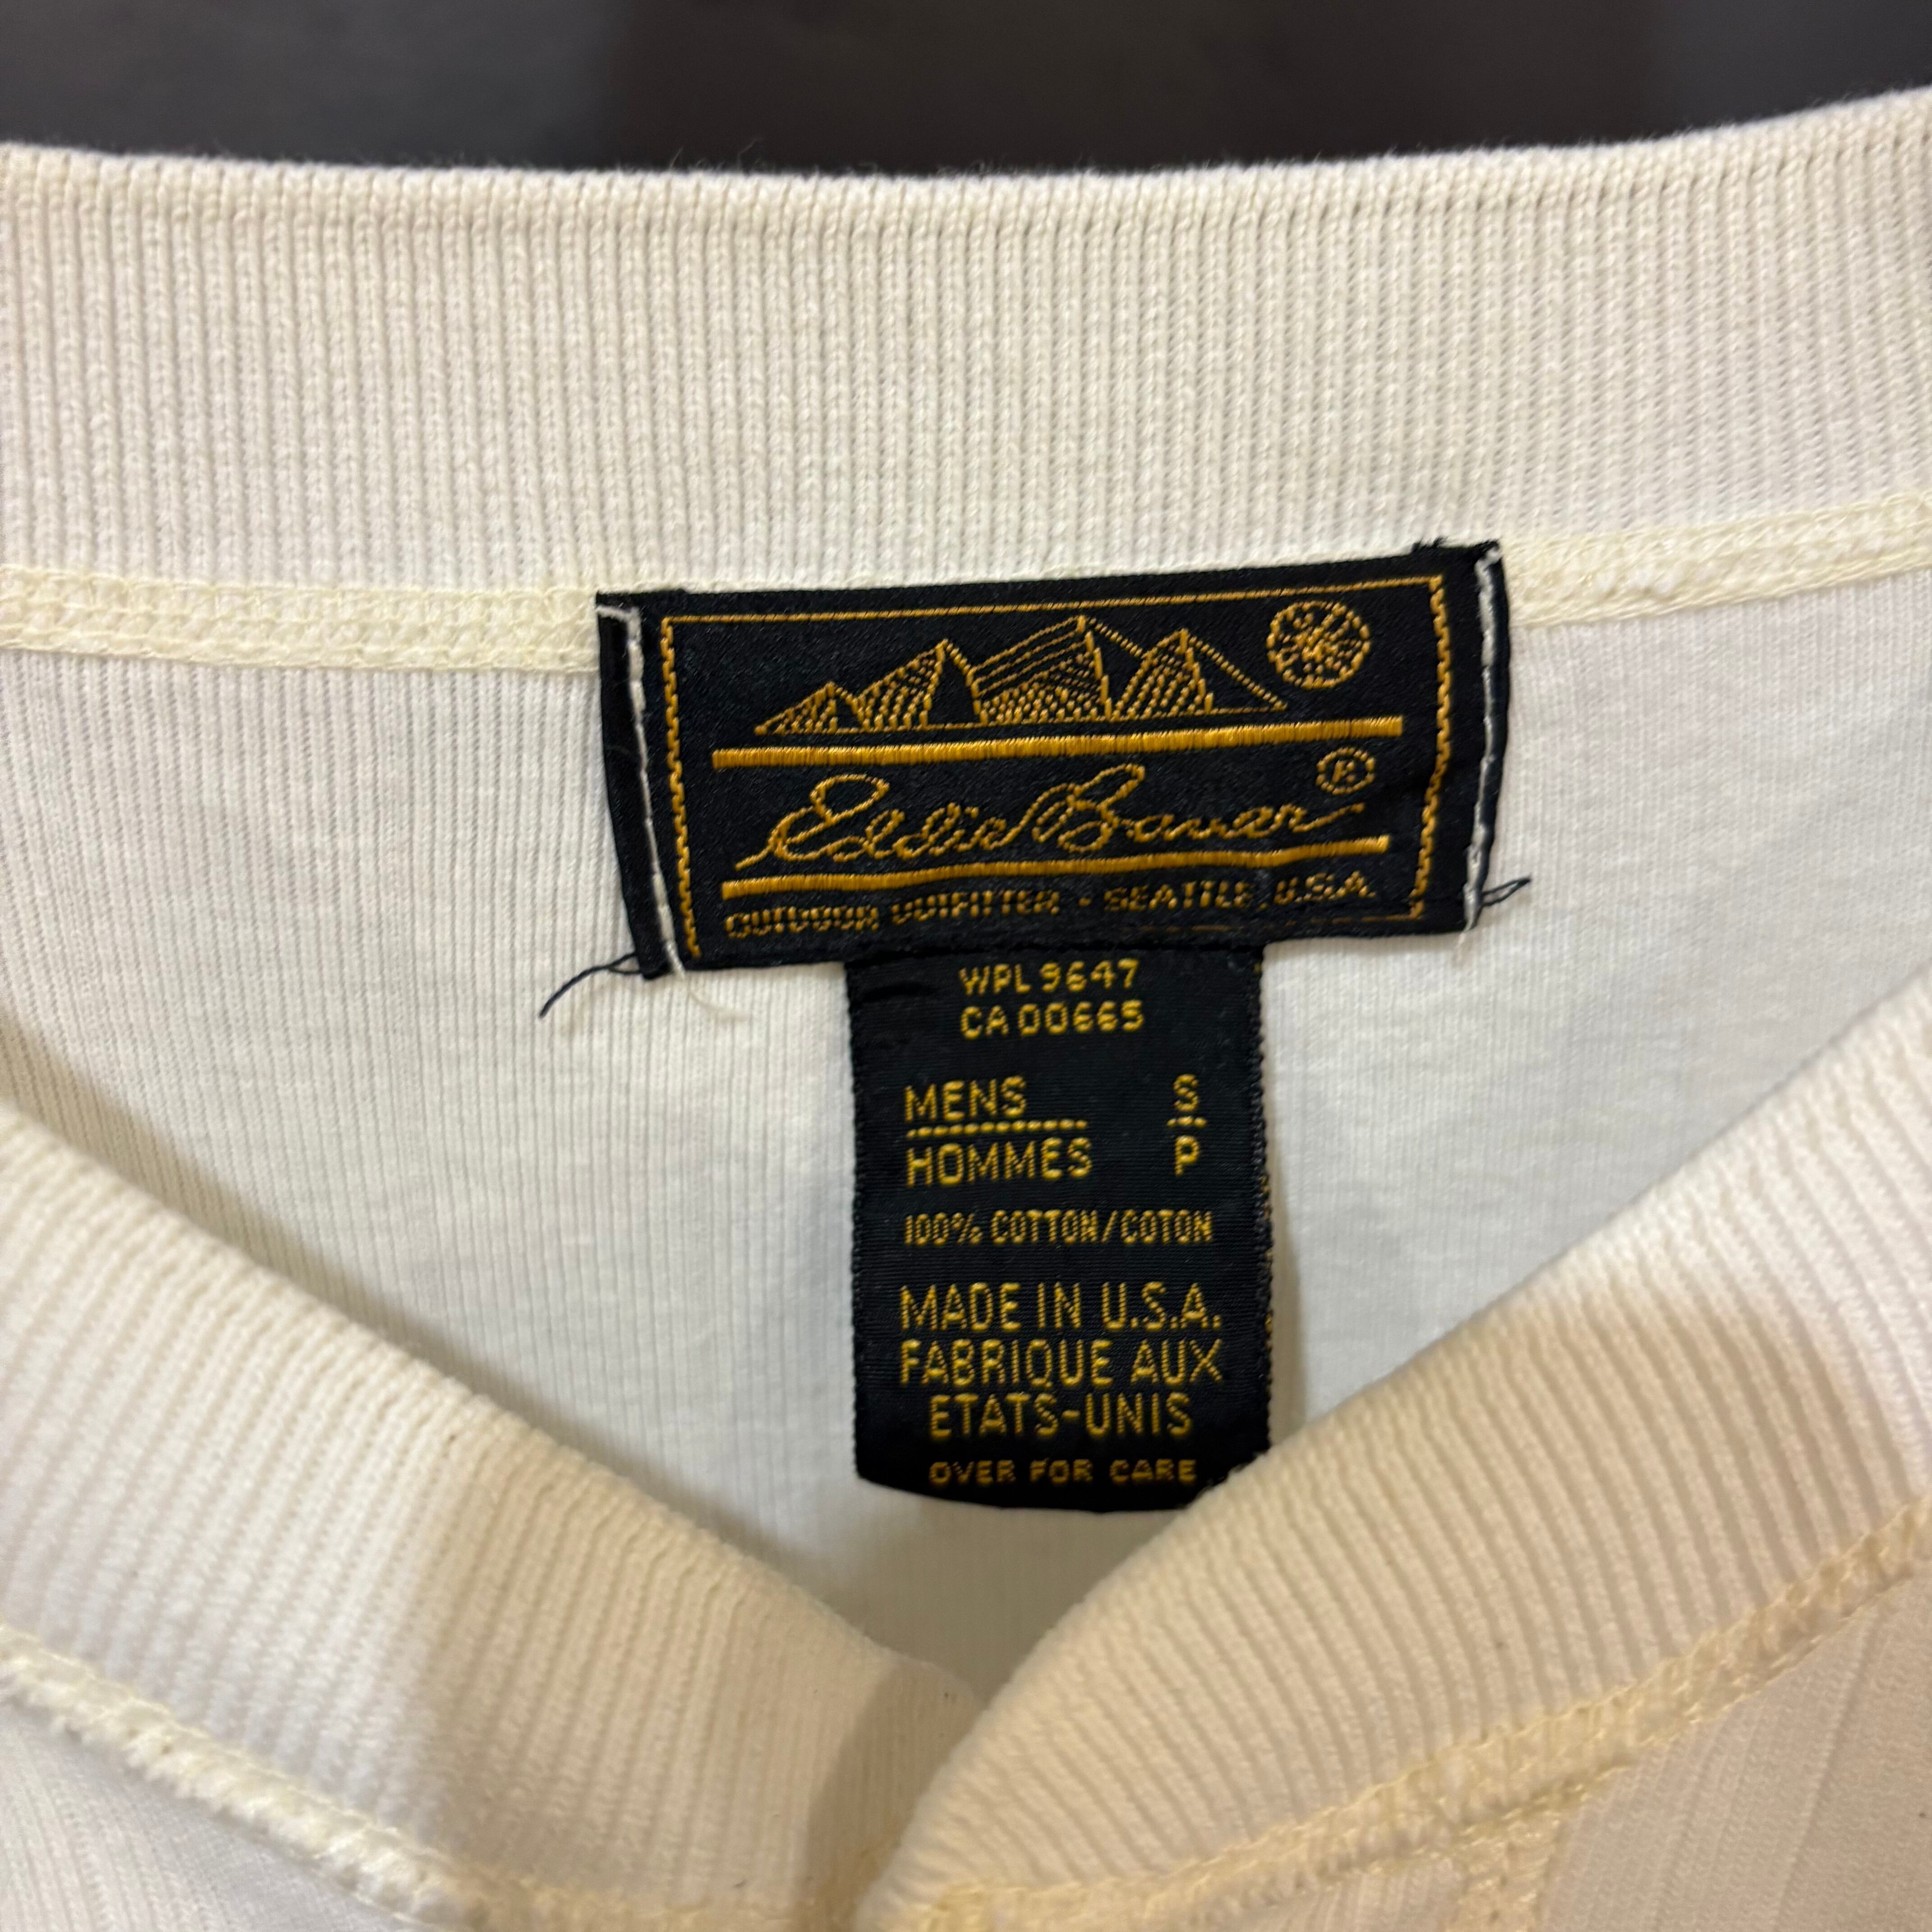 Eddie Bauer ®
OUTDOOR OUTFITTER - SEATTLE, U.S.A.
WPL 9647
CA 00665
MENS S
HOMMES P
100% COTTON/COTON
MADE IN U.S.A.
FABRIQUE AUX
ETATS-UNIS
OVER FOR CARE